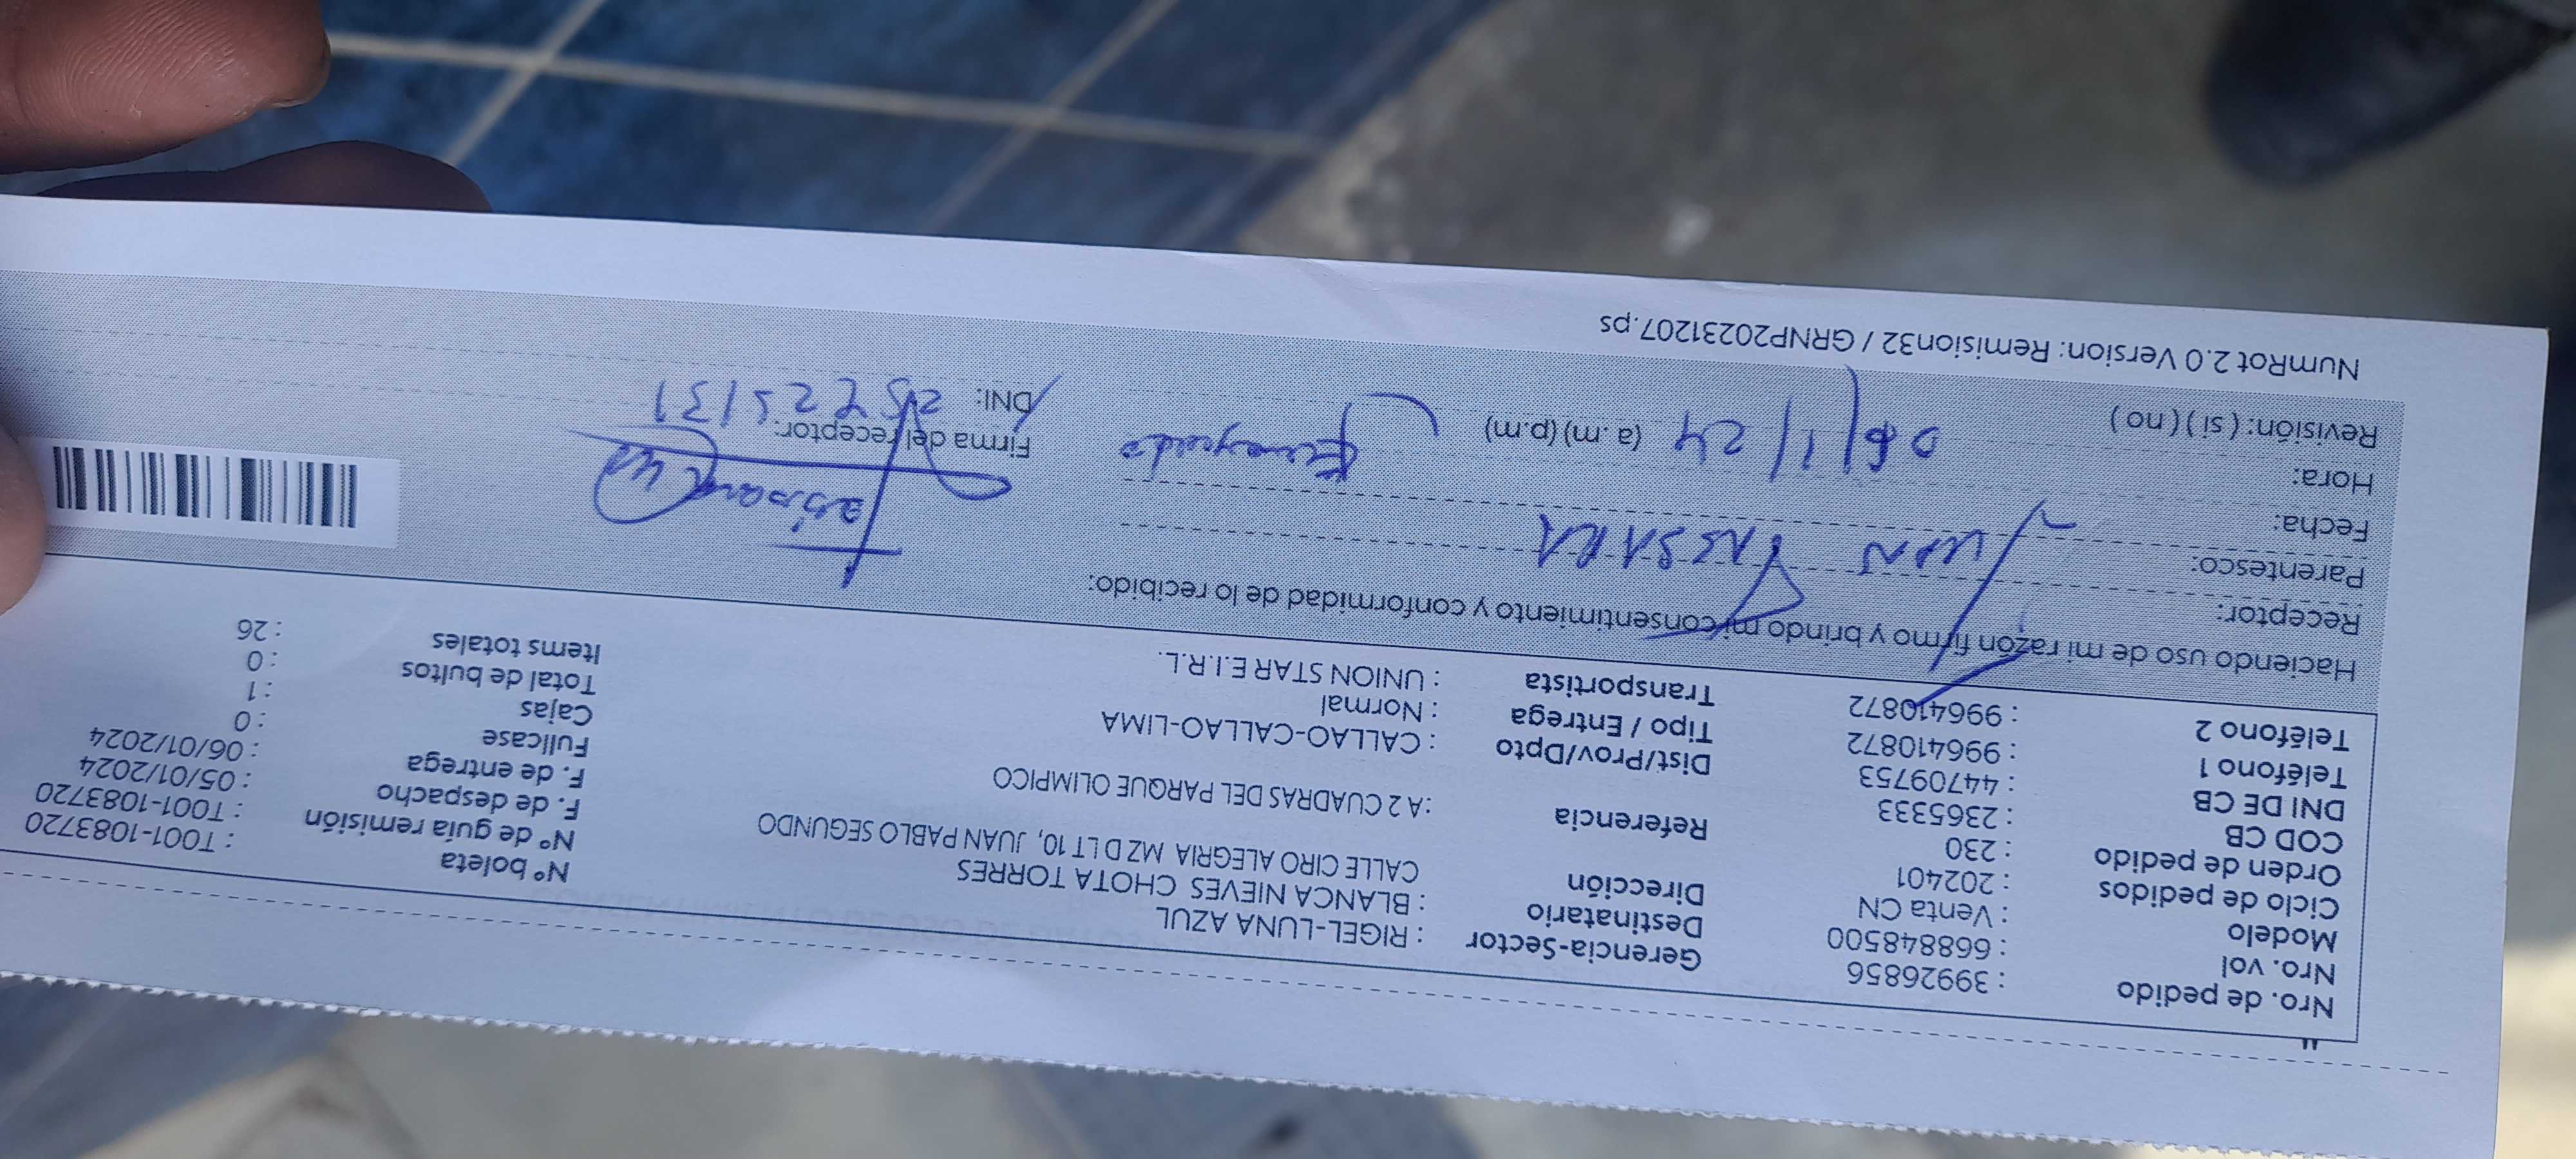 Nro. de pedido : 39926856 Gerencia-Sector : RIGEL-LUNA AZUL Nº boleta : T001-1083720
Nro. vol : 668848500 Destinatario : BLANCA NIEVES CHOTA TORRES Nº de guía remisión : T001-1083720
Modelo : Venta CN Dirección CALLE CIRO ALEGRIA MZ D LT 10, JUAN PABLO SEGUNDO F. de despacho : 05/01/2024
Ciclo de pedidos : 202401 F. de entrega : 06/01/2024
Orden de pedido : 230 Referencia : A 2 CUADRAS DEL PARQUE OLIMPICO Fullcase : 0
COD CB : 2365333 Cajas : 1
DNI DE CB : 44709753 Dist/Prov/Dpto : CALLAO-CALLAO-LIMA Total de bultos : 0
Teléfono 1 : 996410872 Tipo / Entrega : Normal Items totales : 26
Teléfono 2 : 996410872 Transportista : UNION STAR E.I.R.L.
Haciendo uso de mi razón firmo y brindo mi consentimiento y conformidad de lo recibido:
Receptor: JUAN
Parentesco:
Fecha: 06/1/24
Hora: (a.m) (p.m) Firma del receptor:
Revisión: ( si ) ( no ) DNI:
NumRot 2.0 Version: Remision32 / GRNP20231207.ps